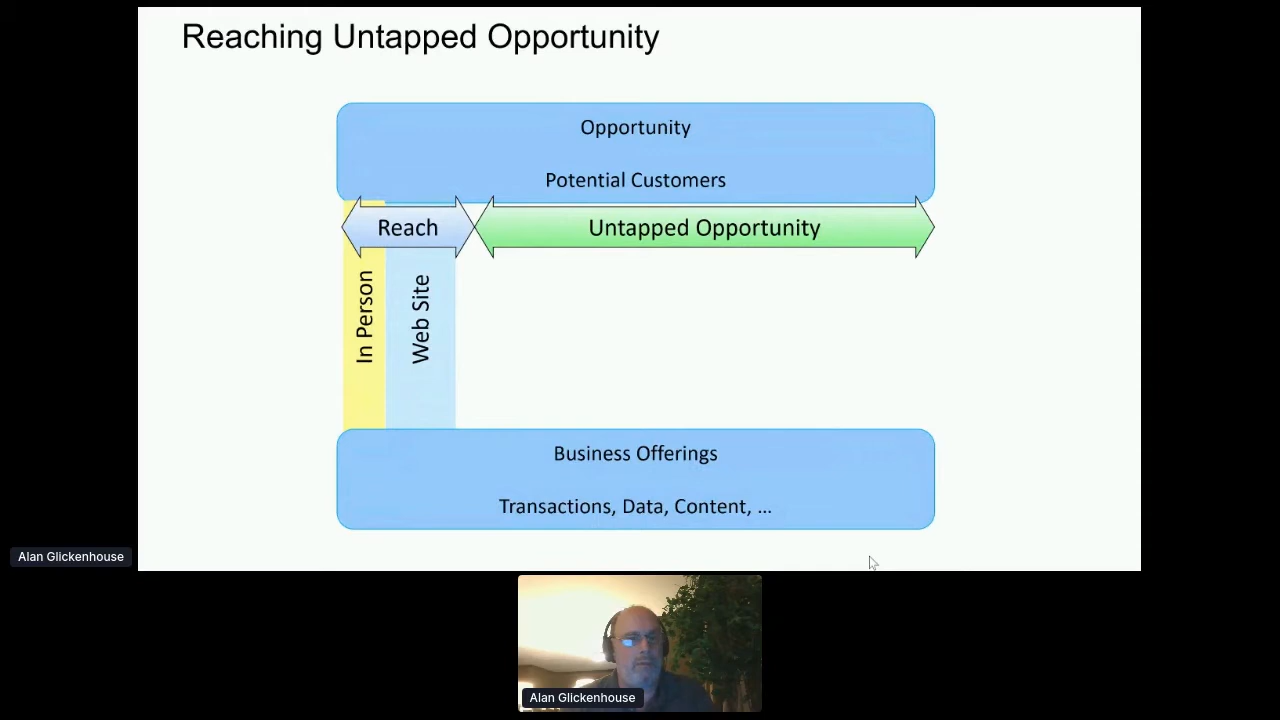 Reaching Untapped Opportunity
Opportunity
Potential Customers
Reach
Untapped Opportunity
In Person
Web Site
Business Offerings
Transactions, Data, Content, ...
Alan Glickenhouse
Alan Glickenhouse